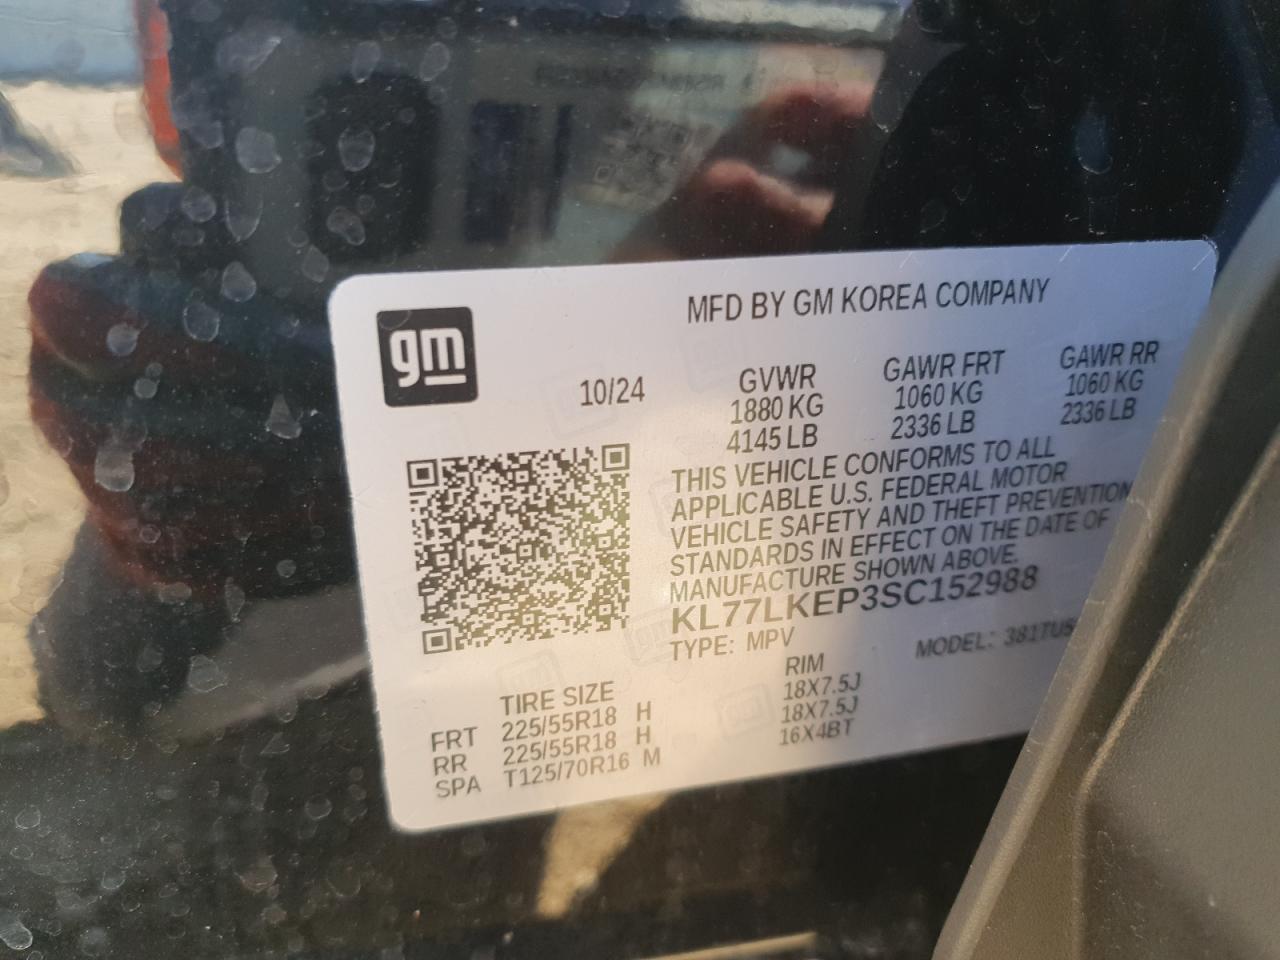 gm
MFD BY GM KOREA COMPANY
10/24
GVWR GAWR FRT GAWR RR
1880 KG 1060 KG 1060 KG
4145 LB 2336 LB 2336 LB
THIS VEHICLE CONFORMS TO ALL
APPLICABLE U.S. FEDERAL MOTOR
VEHICLE SAFETY AND THEFT PREVENTION
STANDARDS IN EFFECT ON THE DATE OF
MANUFACTURE SHOWN ABOVE.
KL77LKEP3SC152988
TYPE: MPV MODEL:
TIRE SIZE RIM
FRT 225/55R18 H 18X7.5J
RR 225/55R18 H 18X7.5J
SPA T125/70R16 M 16X4BT